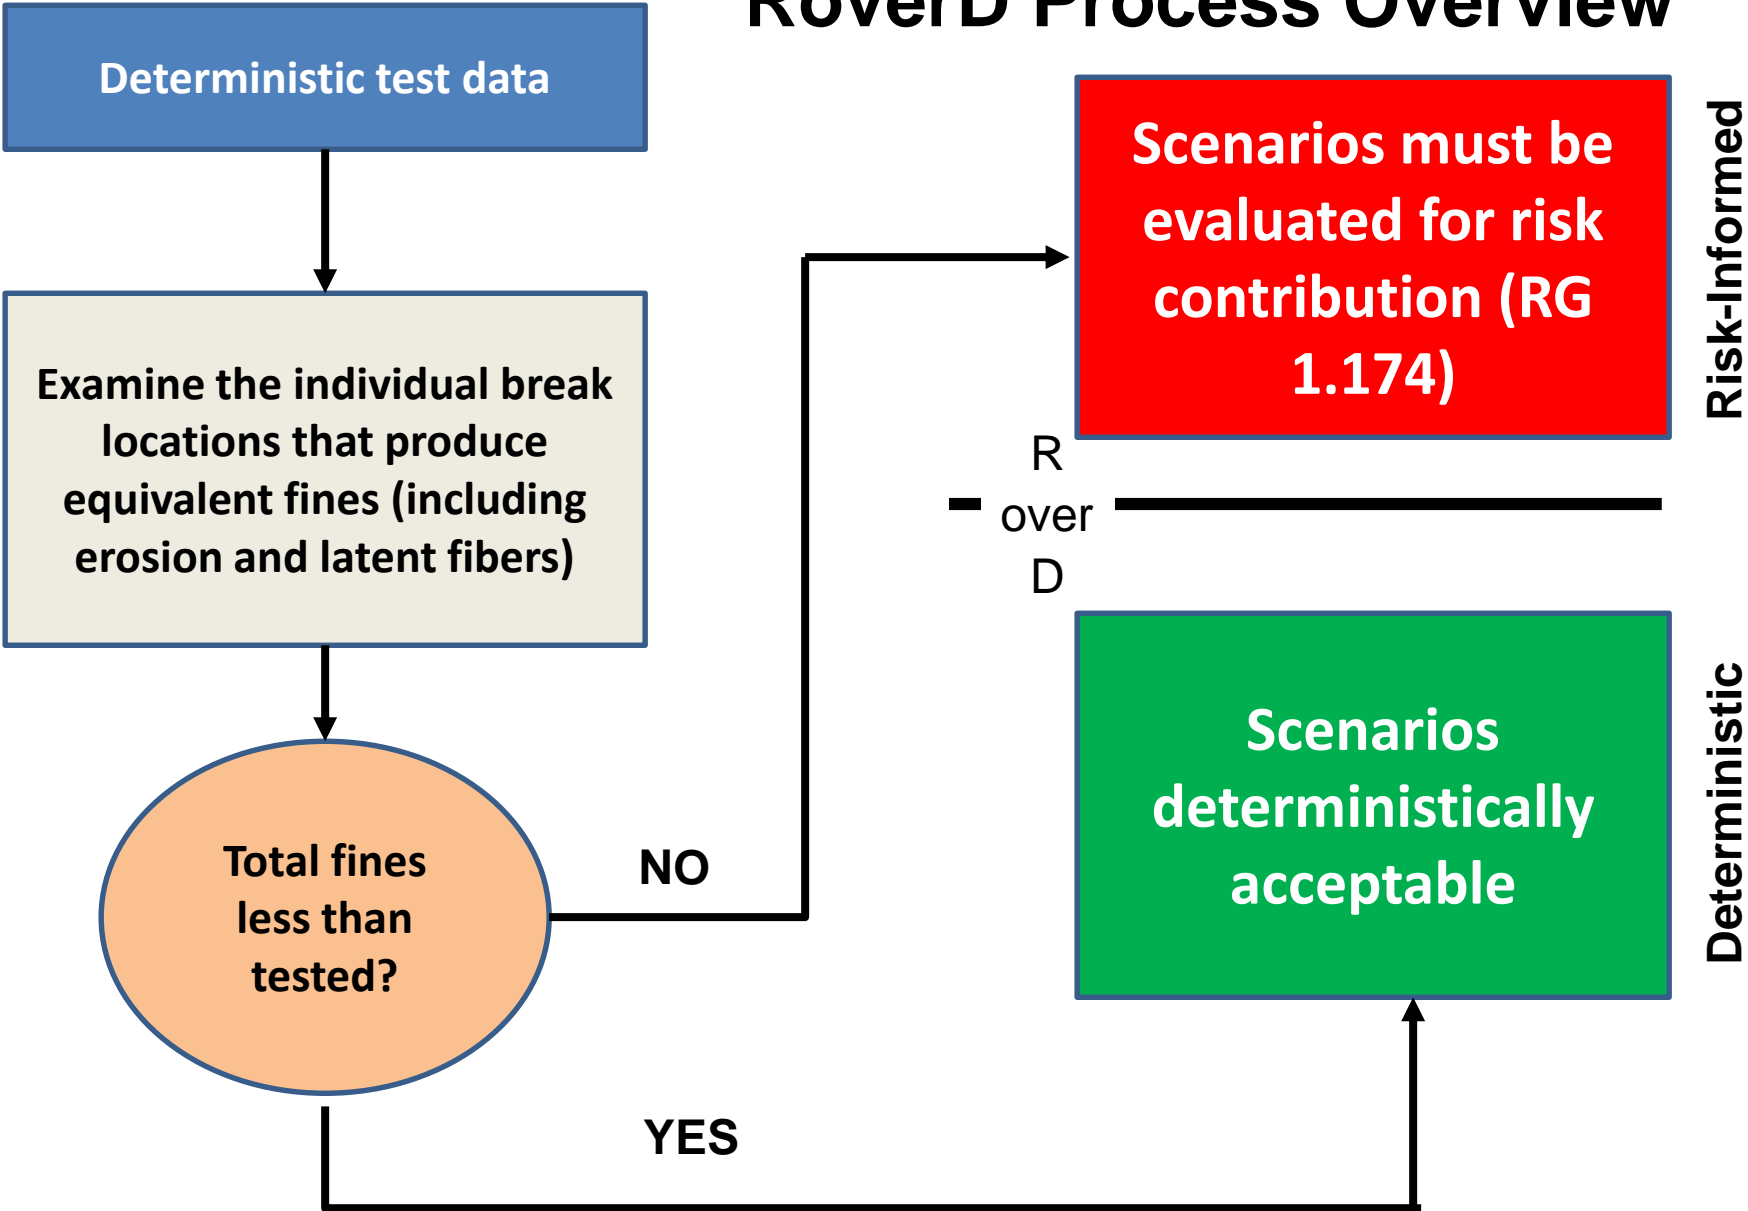 RoverD Process Overview
Deterministic test data
Examine the individual break
locations that produce
equivalent fines (including
erosion and latent fibers)
Total fines
less than
tested?
NO
YES
Scenarios must be
evaluated for risk
contribution (RG
1.174)
Risk-Informed
R
over
D
Scenarios
deterministically
acceptable
Deterministic